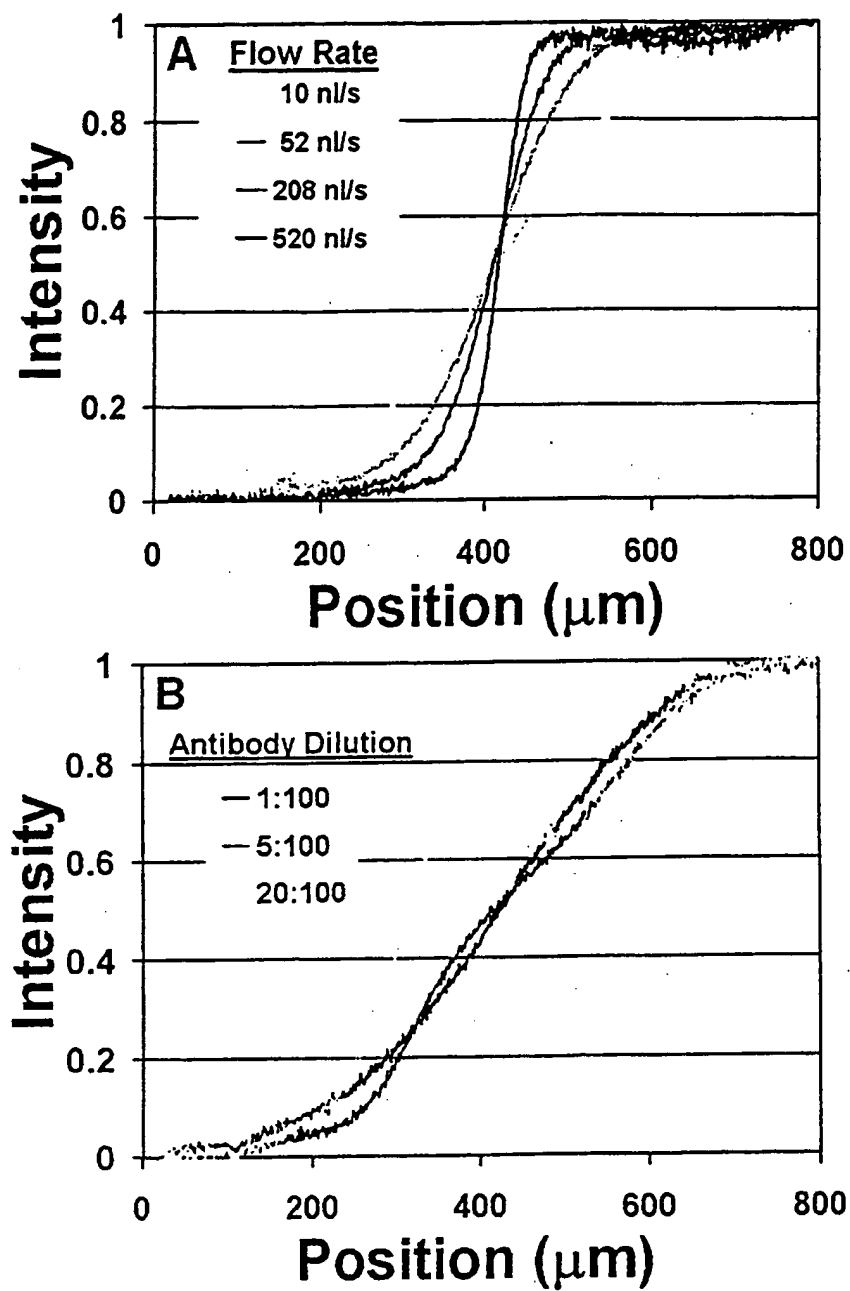 A
Flow Rate
10 nl/s
52 nl/s
208 nl/s
520 nl/s
Intensity
1
0.8
0.6
0.4
0.2
0
0 200 400 600 800
Position (μm)
B
Antibody Dilution
1:100
5:100
20:100
Intensity
1
0.8
0.6
0.4
0.2
0
0 200 400 600 800
Position (μm)